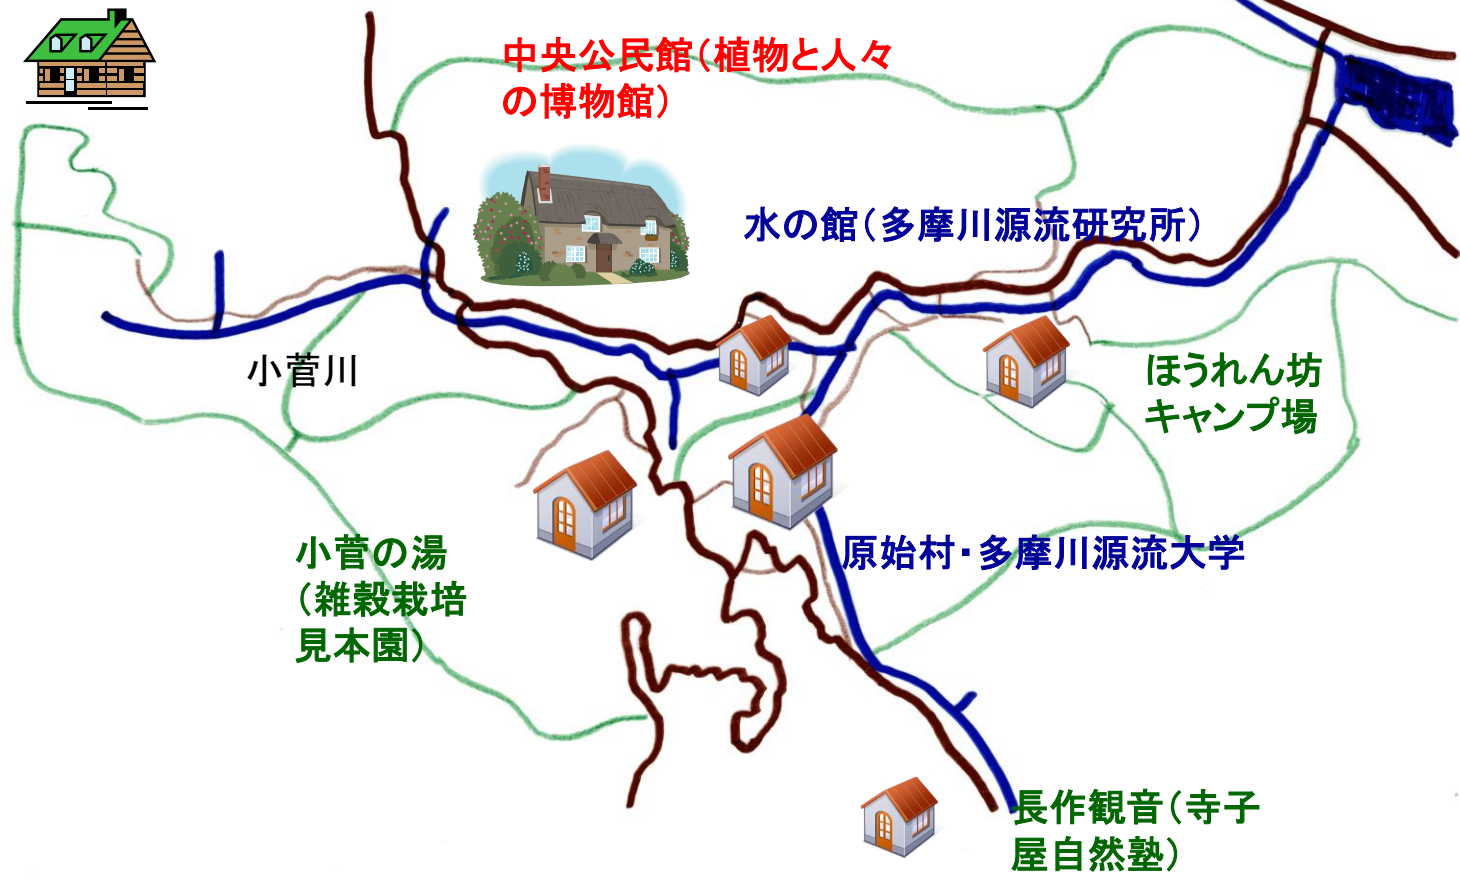 中央公民館(植物と人々
の博物館)
水の館(多摩川源流研究所)
小菅川
ほうれん坊
キャンプ場
小菅の湯
(雑穀栽培
見本園)
原始村・多摩川源流大学
長作観音(寺子
屋自然塾)